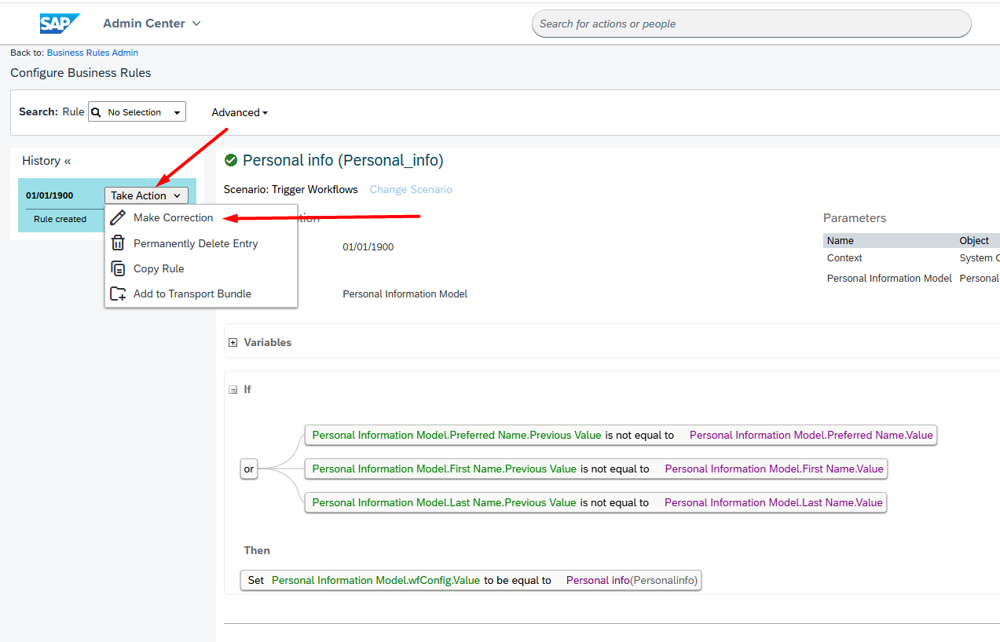 SAP Admin Center
Search for actions or people
Back to: Business Rules Admin
Configure Business Rules
Search: Rule No Selection Advanced
History «
01/01/1900 Take Action
Rule created
Make Correction
Permanently Delete Entry
Copy Rule
Add to Transport Bundle
Personal info (Personal_info)
Scenario: Trigger Workflows Change Scenario
01/01/1900
Personal Information Model
Parameters
Name Object
Context System
Personal Information Model Personal
Variables
If
or
Personal Information Model.Preferred Name.Previous Value is not equal to Personal Information Model.Preferred Name.Value
Personal Information Model.First Name.Previous Value is not equal to Personal Information Model.First Name.Value
Personal Information Model.Last Name.Previous Value is not equal to Personal Information Model.Last Name.Value
Then
Set Personal Information Model.wfConfig.Value to be equal to Personal info(Personalinfo)